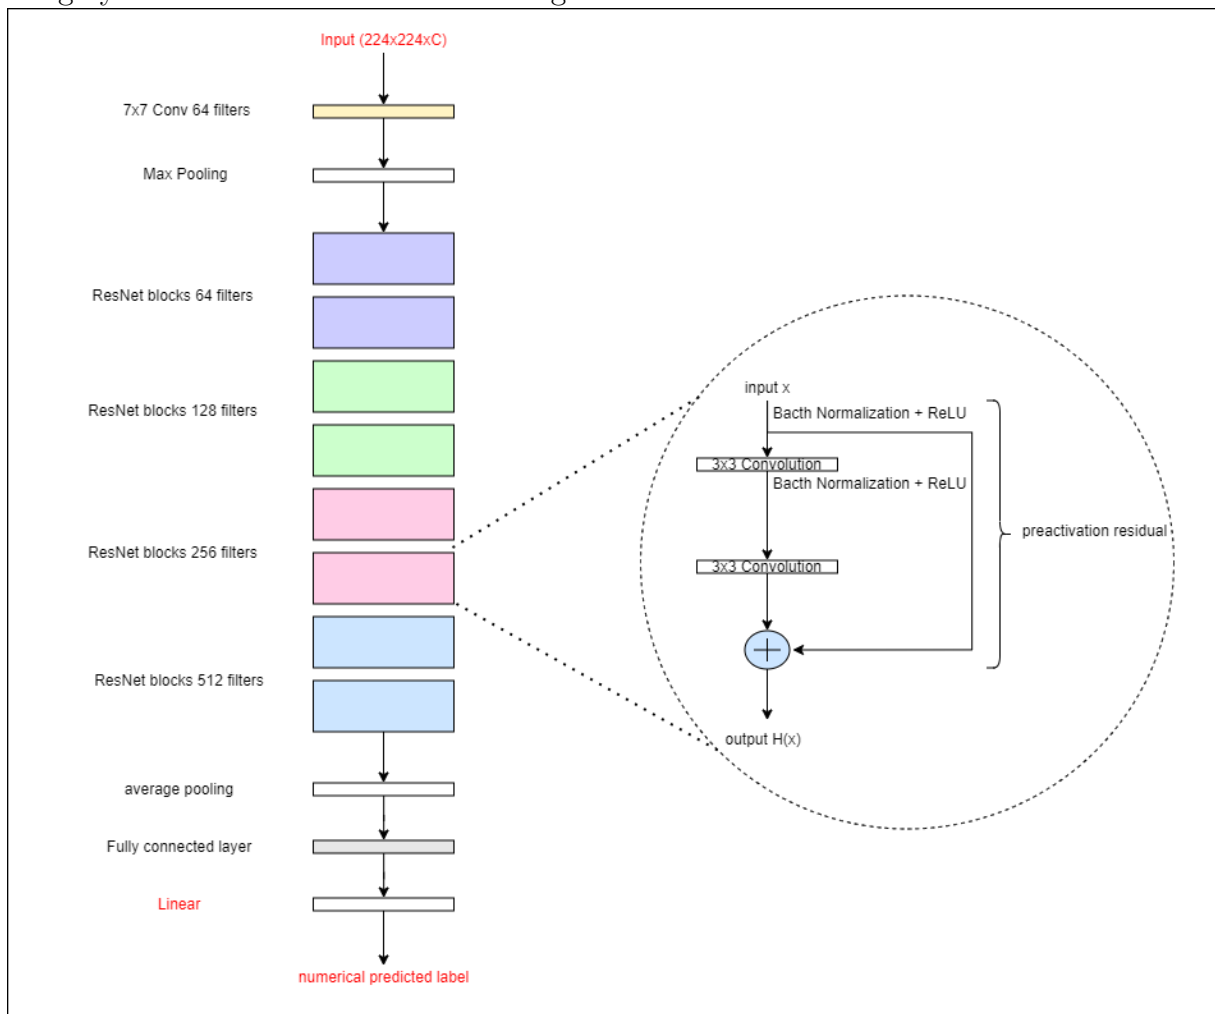 Input (224x224xC)
7x7 Conv 64 filters
Max Pooling
ResNet blocks 64 filters
ResNet blocks 128 filters
ResNet blocks 256 filters
ResNet blocks 512 filters
average pooling
Fully connected layer
Linear
numerical predicted label
input x
Bacth Normalization + ReLU
3x3 Convolution
Bacth Normalization + ReLU
3x3 Convolution
preactivation residual
output H(x)